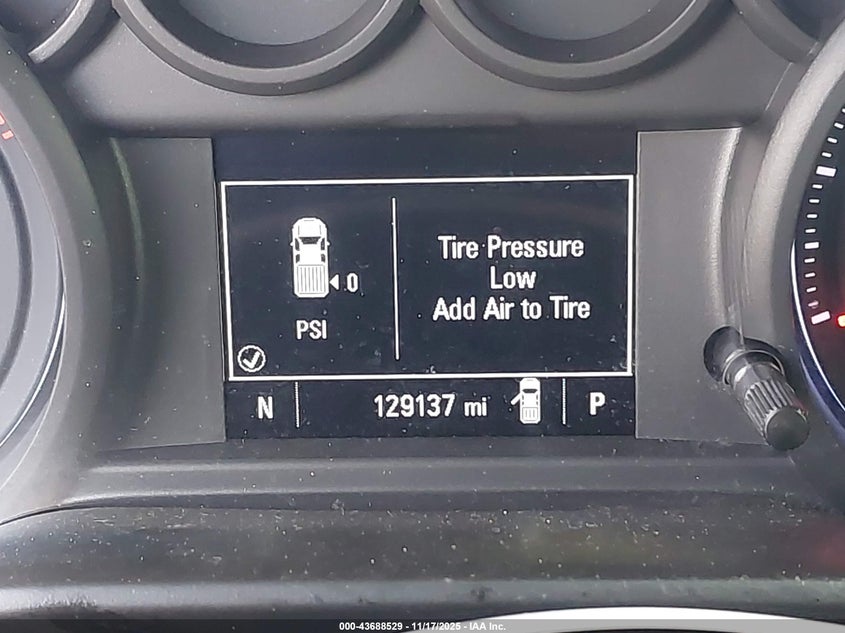 Tire Pressure
Low
Add Air to Tire
0
PSI
N
129137 mi
P
000-43688529 - 11/17/2025 - IAA Inc.